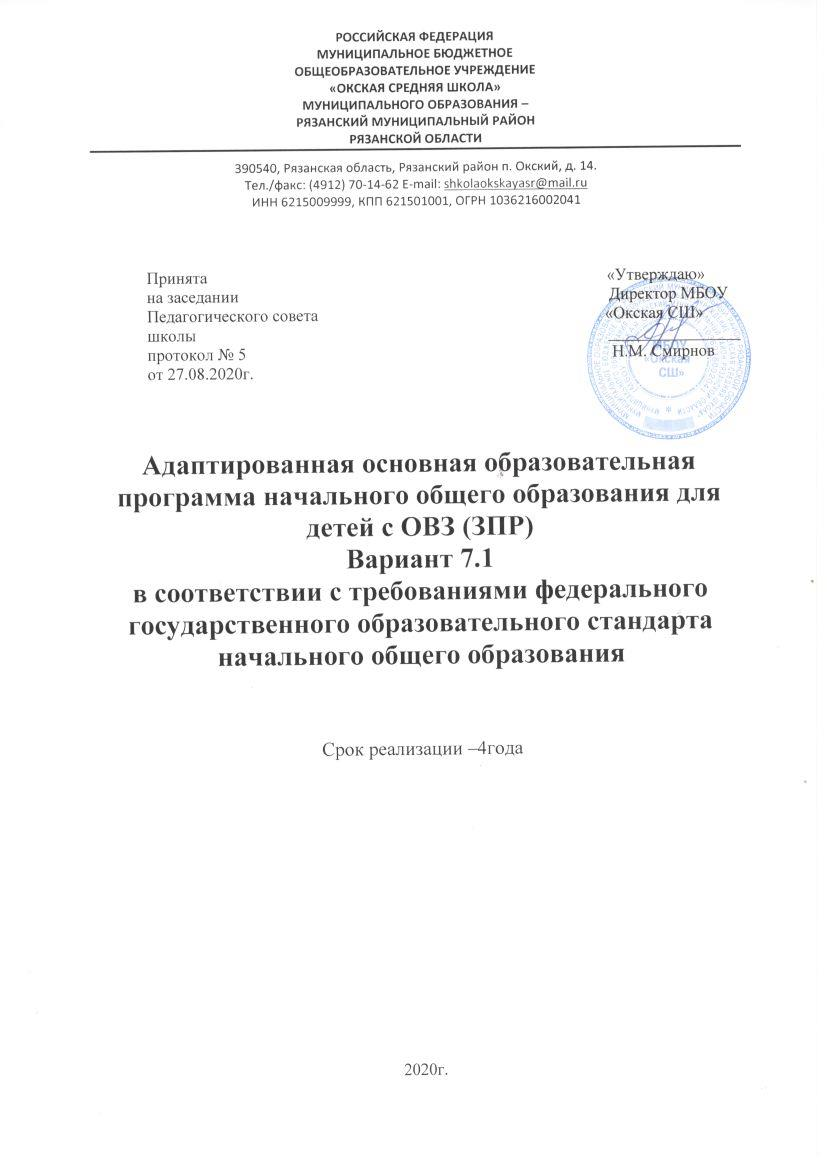 РОССИЙСКАЯ ФЕДЕРАЦИЯ
МУНИЦИПАЛЬНОЕ БЮДЖЕТНОЕ
ОБЩЕОБРАЗОВАТЕЛЬНОЕ УЧРЕЖДЕНИЕ
«ОКСКАЯ СРЕДНЯЯ ШКОЛА»
МУНИЦИПАЛЬНОГО ОБРАЗОВАНИЯ –
РЯЗАНСКИЙ МУНИЦИПАЛЬНЫЙ РАЙОН
РЯЗАНСКОЙ ОБЛАСТИ
390540, Рязанская область, Рязанский район п. Окский, д. 14.
Тел./факс: (4912) 70-14-62 E-mail: shkolaokskayasr@mail.ru
ИНН 6215009999, КПП 621501001, ОГРН 1036216002041
Принята
на заседании
Педагогического совета
школы
протокол № 5
от 27.08.2020г.
«Утверждаю»
Директор МБОУ
«Окская СШ»
Н.М. Смирнов
МБОУ
«Окская
СШ»
Адаптированная основная образовательная
программа начального общего образования для
детей с ОВЗ (ЗПР)
Вариант 7.1
в соответствии с требованиями федерального
государственного образовательного стандарта
начального общего образования
Срок реализации –4года
2020г.